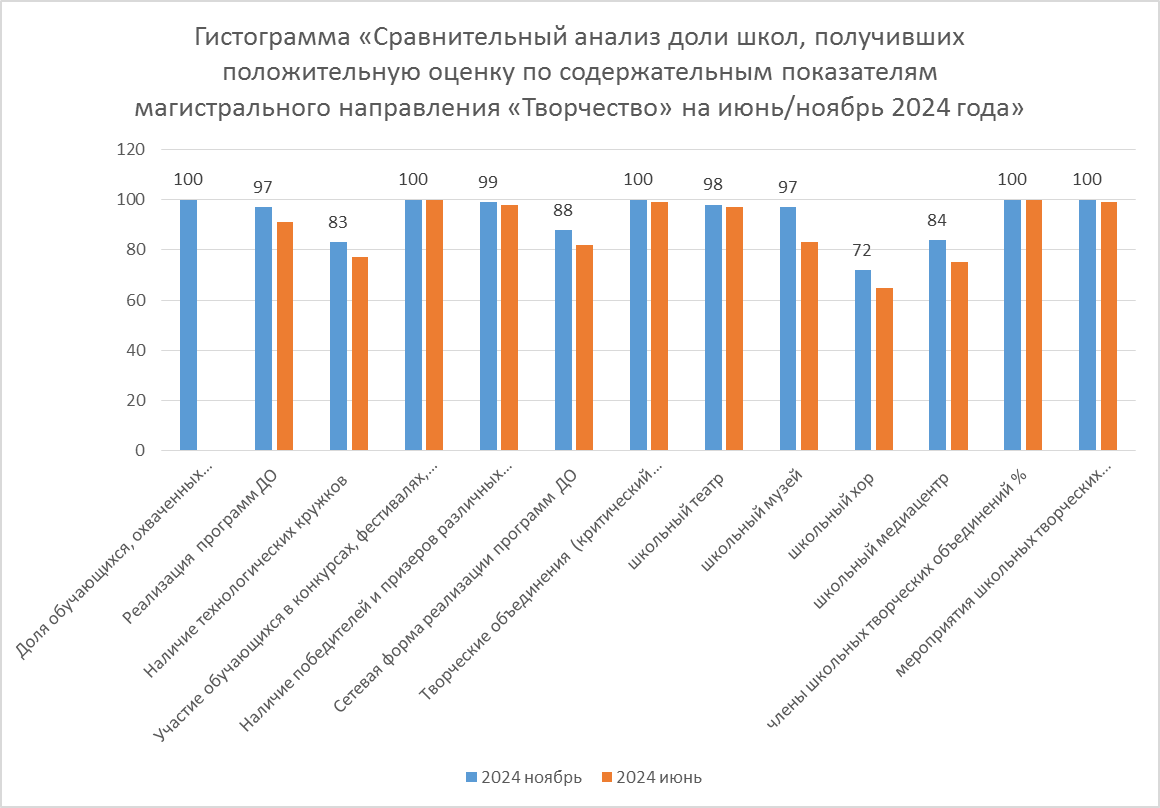 Гистограмма «Сравнительный анализ доли школ, получивших
положительную оценку по содержательным показателям
магистрального направления «Творчество» на июнь/ноябрь 2024 года»
120
100
80
60
40
20
0
100
97
83
100
99
88
100
98
97
72
84
100
100
Доля обучающихся, охваченных...
Реализация программ ДО
Наличие технологических кружков
Участие обучающихся в конкурсах, фестивалях,...
Наличие победителей и призеров различных...
Сетевая форма реализации программ ДО
Творческие объединения (критический...
школьный театр
школьный музей
школьный хор
школьный медиацентр
члены школьных творческих объединений %
мероприятия школьных творческих...
2024 ноябрь
2024 июнь